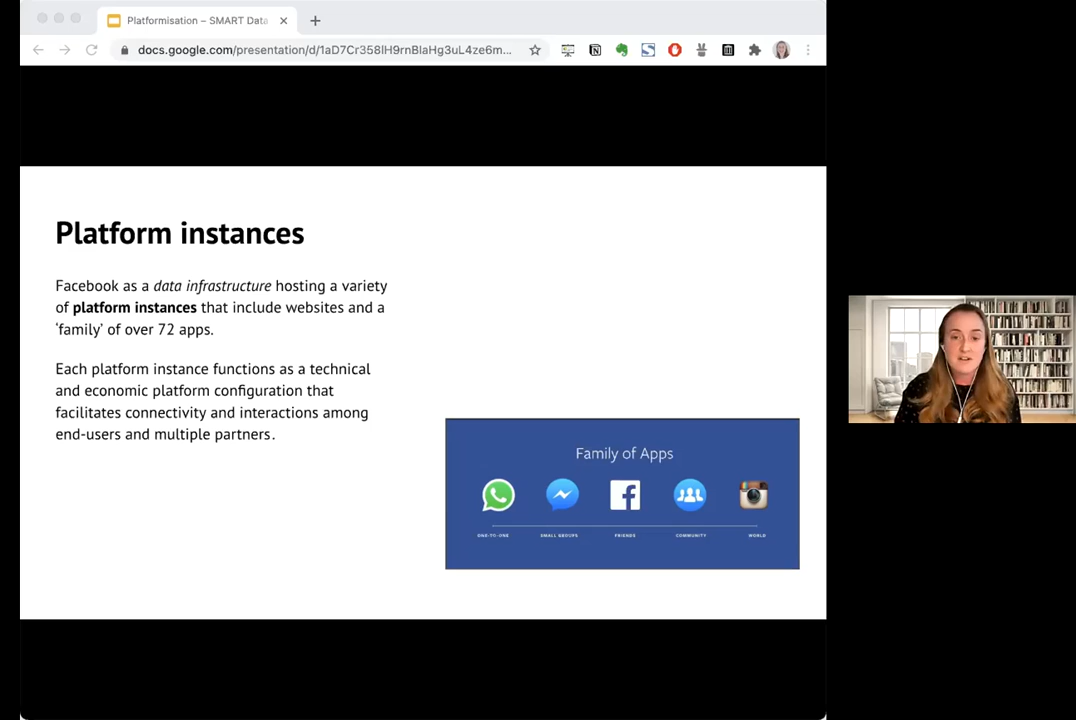 Platformisation – SMART Data
docs.google.com/presentation/d/1aD7Cr358lH9rnBlaHg3uL4ze6m...
Platform instances
Facebook as a data infrastructure hosting a variety
of platform instances that include websites and a
‘family’ of over 72 apps.
Each platform instance functions as a technical
and economic platform configuration that
facilitates connectivity and interactions among
end-users and multiple partners.
Family of Apps
ONE-TO-ONE SMALL GROUPS FRIENDS COMMUNITY WORLD